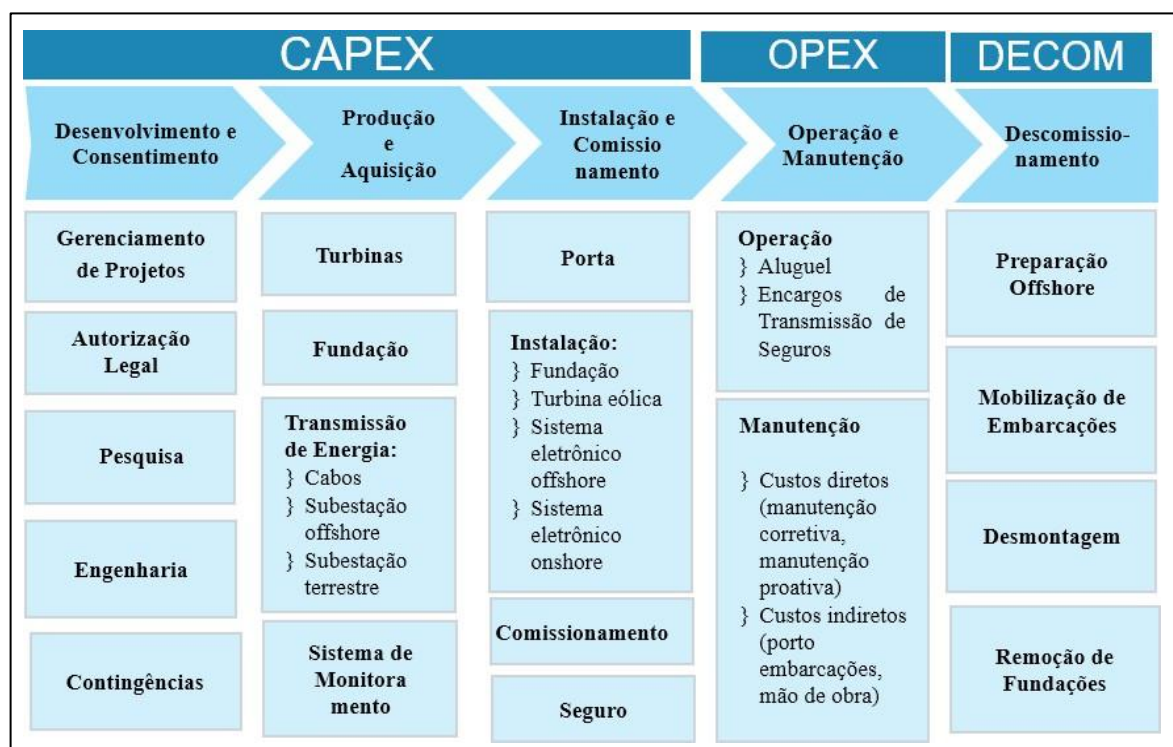 CAPEX
OPEX
DECOM
Desenvolvimento e
Consentimento
Produção
e
Aquisição
Instalação e
Comissio
namento
Operação e
Manutenção
Descomissio-
namento
Gerenciamento
de Projetos
Autorização
Legal
Pesquisa
Engenharia
Contingências
Turbinas
Fundação
Transmissão
de Energia:
} Cabos
} Subestação
offshore
} Subestação
terrestre
Sistema de
Monitora
mento
Porta
Instalação:
} Fundação
} Turbina eólica
} Sistema
eletrônico
offshore
} Sistema
eletrônico
onshore
Comissionamento
Seguro
Operação
} Aluguel
} Encargos de
Transmissão de
Seguros
Manutenção
} Custos diretos
(manutenção
corretiva,
manutenção
proativa)
} Custos indiretos
(porto
embarcações,
mão de obra)
Preparação
Offshore
Mobilização de
Embarcações
Desmontagem
Remoção de
Fundações